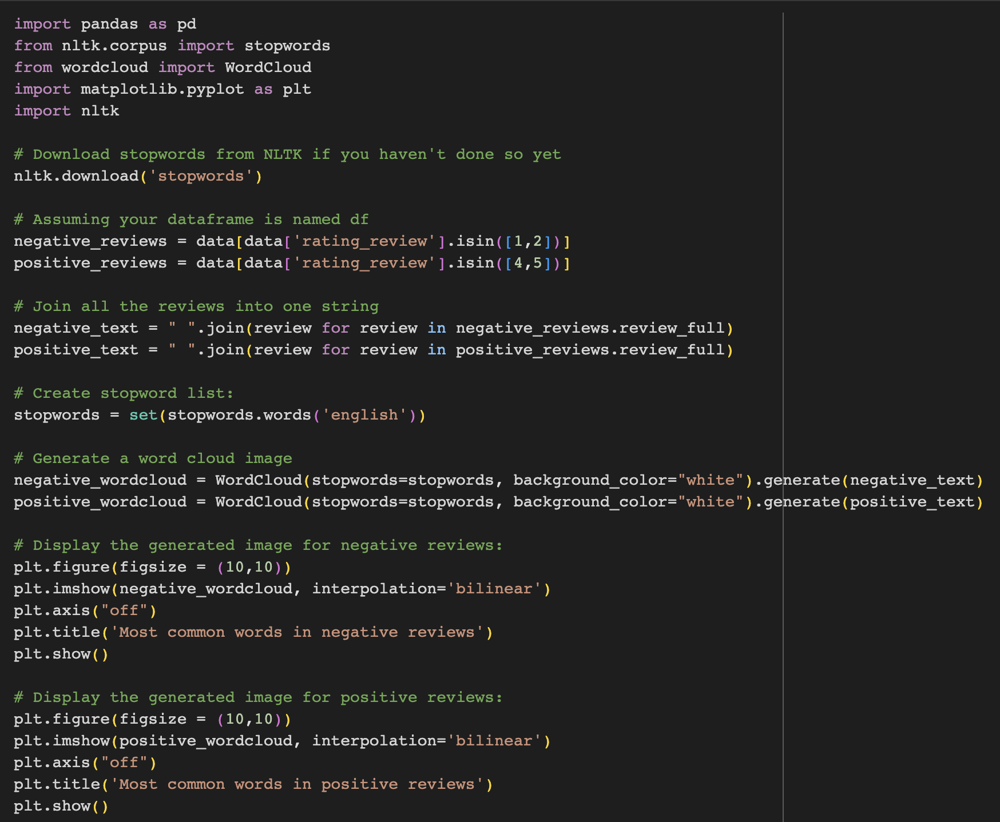 import pandas as pd
from nltk.corpus import stopwords
from wordcloud import WordCloud
import matplotlib.pyplot as plt
import nltk

# Download stopwords from NLTK if you haven't done so yet
nltk.download('stopwords')

# Assuming your dataframe is named df
negative_reviews = data[data['rating_review'].isin([1,2])]
positive_reviews = data[data['rating_review'].isin([4,5])]

# Join all the reviews into one string
negative_text = " ".join(review for review in negative_reviews.review_full)
positive_text = " ".join(review for review in positive_reviews.review_full)

# Create stopword list:
stopwords = set(stopwords.words('english'))

# Generate a word cloud image
negative_wordcloud = WordCloud(stopwords=stopwords, background_color="white").generate(negative_text)
positive_wordcloud = WordCloud(stopwords=stopwords, background_color="white").generate(positive_text)

# Display the generated image for negative reviews:
plt.figure(figsize = (10,10))
plt.imshow(negative_wordcloud, interpolation='bilinear')
plt.axis("off")
plt.title('Most common words in negative reviews')
plt.show()

# Display the generated image for positive reviews:
plt.figure(figsize = (10,10))
plt.imshow(positive_wordcloud, interpolation='bilinear')
plt.axis("off")
plt.title('Most common words in positive reviews')
plt.show()